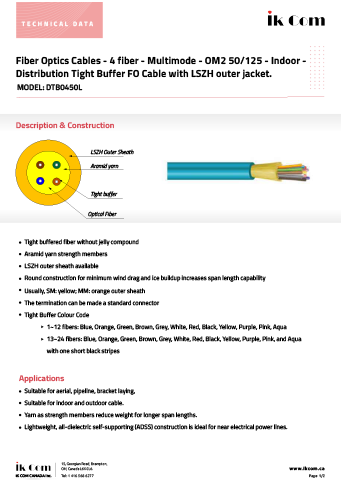 TECHNICAL DATA
ik Com
Fiber Optics Cables - 4 fiber - Multimode - OM2 50/125 - Indoor -
Distribution Tight Buffer FO Cable with LSZH outer jacket.
MODEL: DTB0450L
Description & Construction
LSZH Outer Sheath
Aramid yarn
Tight buffer
Optical Fiber
• Tight buffered fiber without jelly compound
• Aramid yarn strength members
• LSZH outer sheath available
• Round construction for minimum wind drag and ice buildup increases span length capability
• Usually, SM: yellow; MM: orange outer sheath
• The termination can be made a standard connector
• Tight Buffer Colour Code
‣ 1~12 fibers: Blue, Orange, Green, Brown, Grey, White, Red, Black, Yellow, Purple, Pink, Aqua
‣ 13~24 fibers: Blue, Orange, Green, Brown, Grey, White, Red, Black, Yellow, Purple, Pink, and Aqua
with one short black stripes
Applications
• Suitable for aerial, pipeline, bracket laying,
• Suitable for indoor and outdoor cable.
• Yarn as strength members reduce weight for longer span lengths.
• Lightweight, all-dielectric self-supporting (ADSS) construction is ideal for near electrical power lines.
ik Com
IK COM CANADA Inc.
15, Georgian Road, Brampton,
Tel: + 416 568 6277
www.ikcom.ca
Page: 1/2